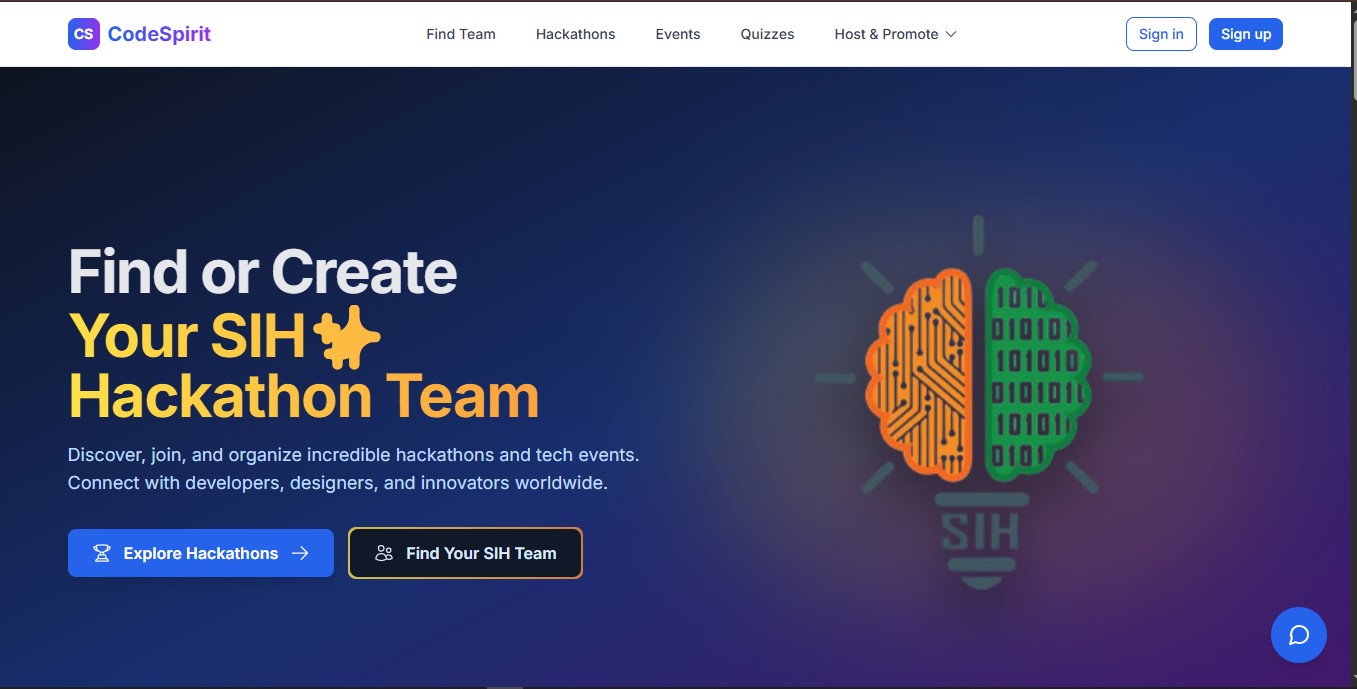 CS CodeSpirit
Find Team
Hackathons
Events
Quizzes
Host & Promote
Sign in
Sign up
Find or Create
Your SIH
Hackathon Team
Discover, join, and organize incredible hackathons and tech events.
Connect with developers, designers, and innovators worldwide.
Explore Hackathons
Find Your SIH Team
101
01010
101010
010101
10101
0101
SIH